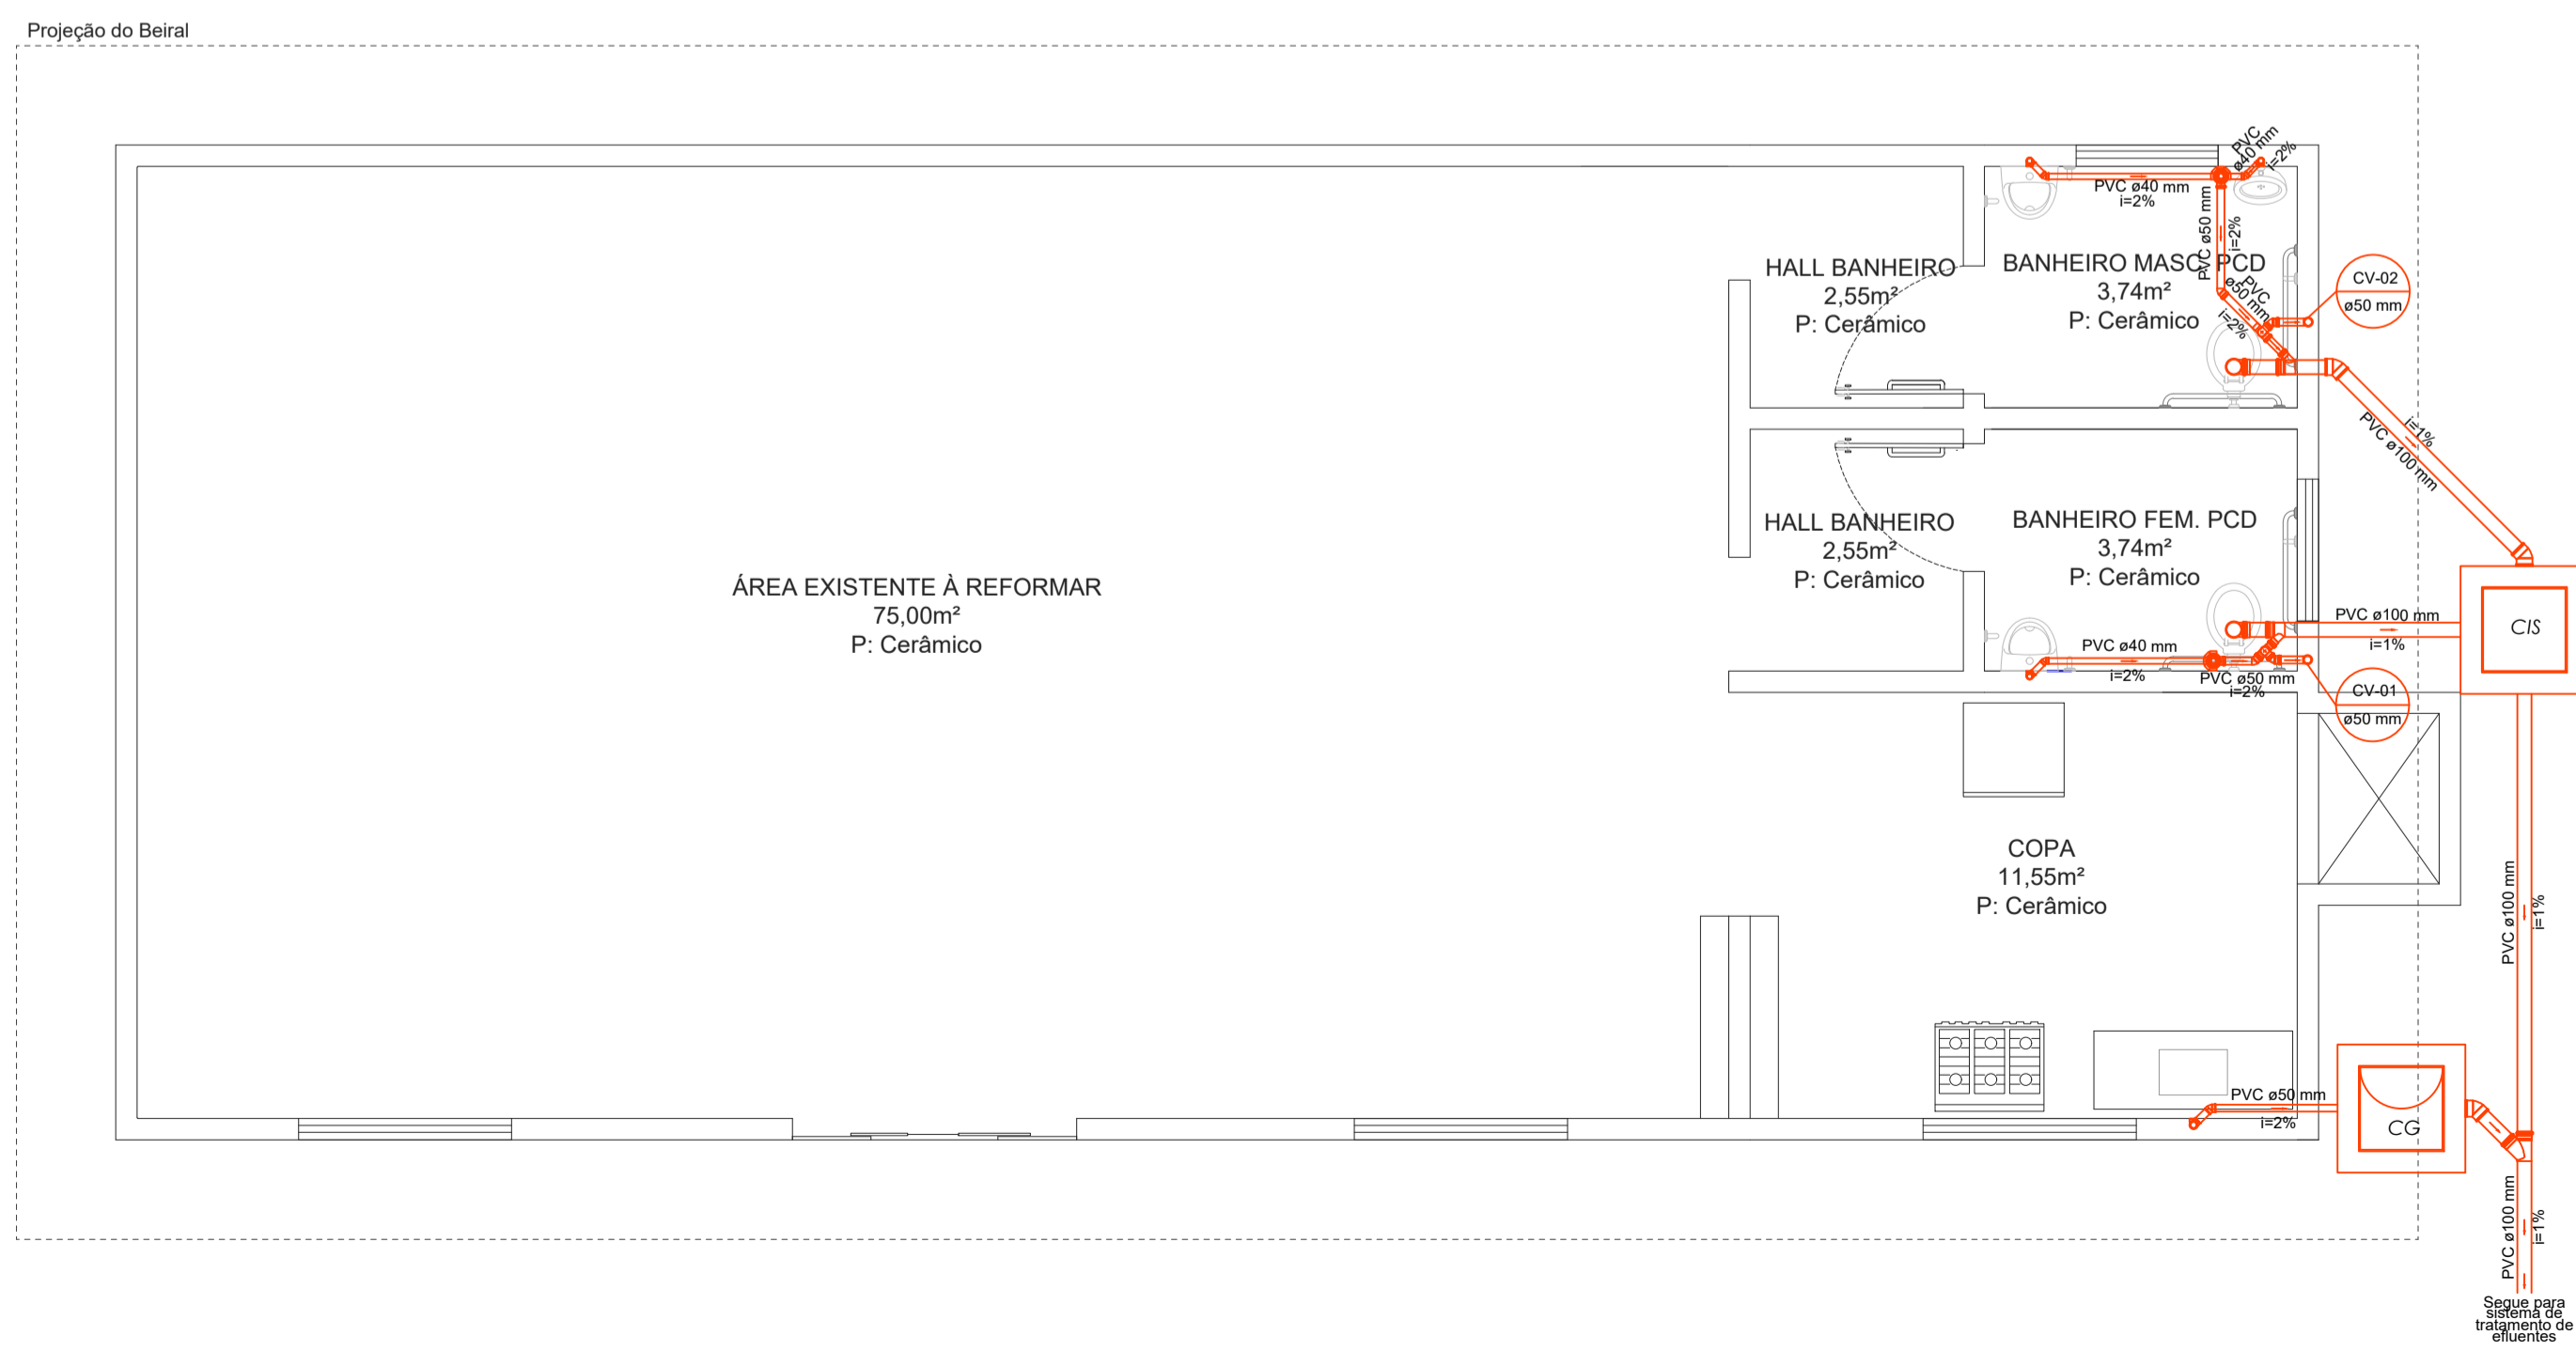 Projeção do Beiral
PVC
ø40 mm
i=2%
PVC ø40 mm
i=2%
PVC ø50 mm
i=2%
HALL BANHEIRO
2,55m²
P: Cerâmico
BANHEIRO MASC. PCD
3,74m²
P: Cerâmico
PVC
ø50 mm
i=2%
CV-02
ø50 mm
i=1%
PVC ø100 mm
HALL BANHEIRO
2,55m²
P: Cerâmico
BANHEIRO FEM. PCD
3,74m²
P: Cerâmico
ÁREA EXISTENTE À REFORMAR
75,00m²
P: Cerâmico
PVC ø100 mm
i=1%
CIS
PVC ø40 mm
i=2%
PVC ø50 mm
i=2%
CV-01
ø50 mm
COPA
11,55m²
P: Cerâmico
PVC ø100 mm
i=1%
PVC ø50 mm
i=2%
CG
PVC ø100 mm
i=1%
Segue para
sistema de
tratamento de
efluentes